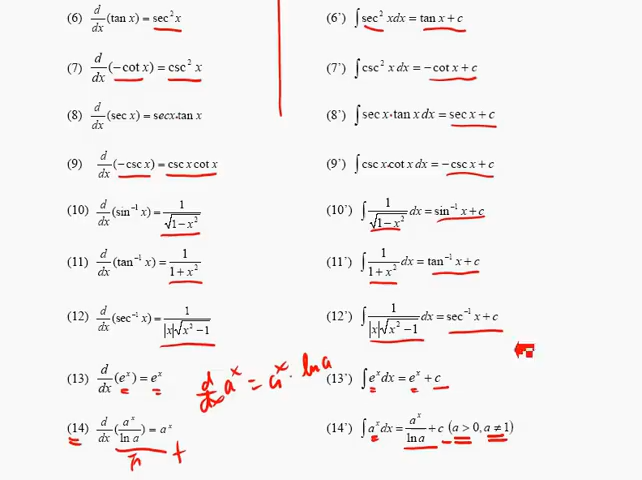 (6) d/dx (tan x) = sec² x
(6') ∫ sec² xdx = tan x + c
(7) d/dx (−cot x) = csc² x
(7') ∫ csc² x dx = −cot x + c
(8) d/dx (sec x) = secx·tan x
(8') ∫ sec x·tan x dx = sec x + c
(9) d/dx (−csc x) = csc x cot x
(9') ∫ csc x·cot x dx = −csc x + c
(10) d/dx (sin⁻¹ x) = 1/√(1−x²)
(10') ∫ 1/√(1−x²) dx = sin⁻¹ x + c
(11) d/dx (tan⁻¹ x) = 1/(1+x²)
(11') ∫ 1/(1+x²) dx = tan⁻¹ x + c
(12) d/dx (sec⁻¹ x) = 1/(|x|√(x²−1))
(12') ∫ 1/(|x|√(x²−1)) dx = sec⁻¹ x + c
(13) d/dx (eˣ) = eˣ
d/dx aˣ = aˣ · ln a
(13') ∫ eˣ dx = eˣ + c
(14) d/dx (aˣ/ln a) = aˣ
(14') ∫ aˣ dx = aˣ/ln a + c (a > 0, a ≠ 1)